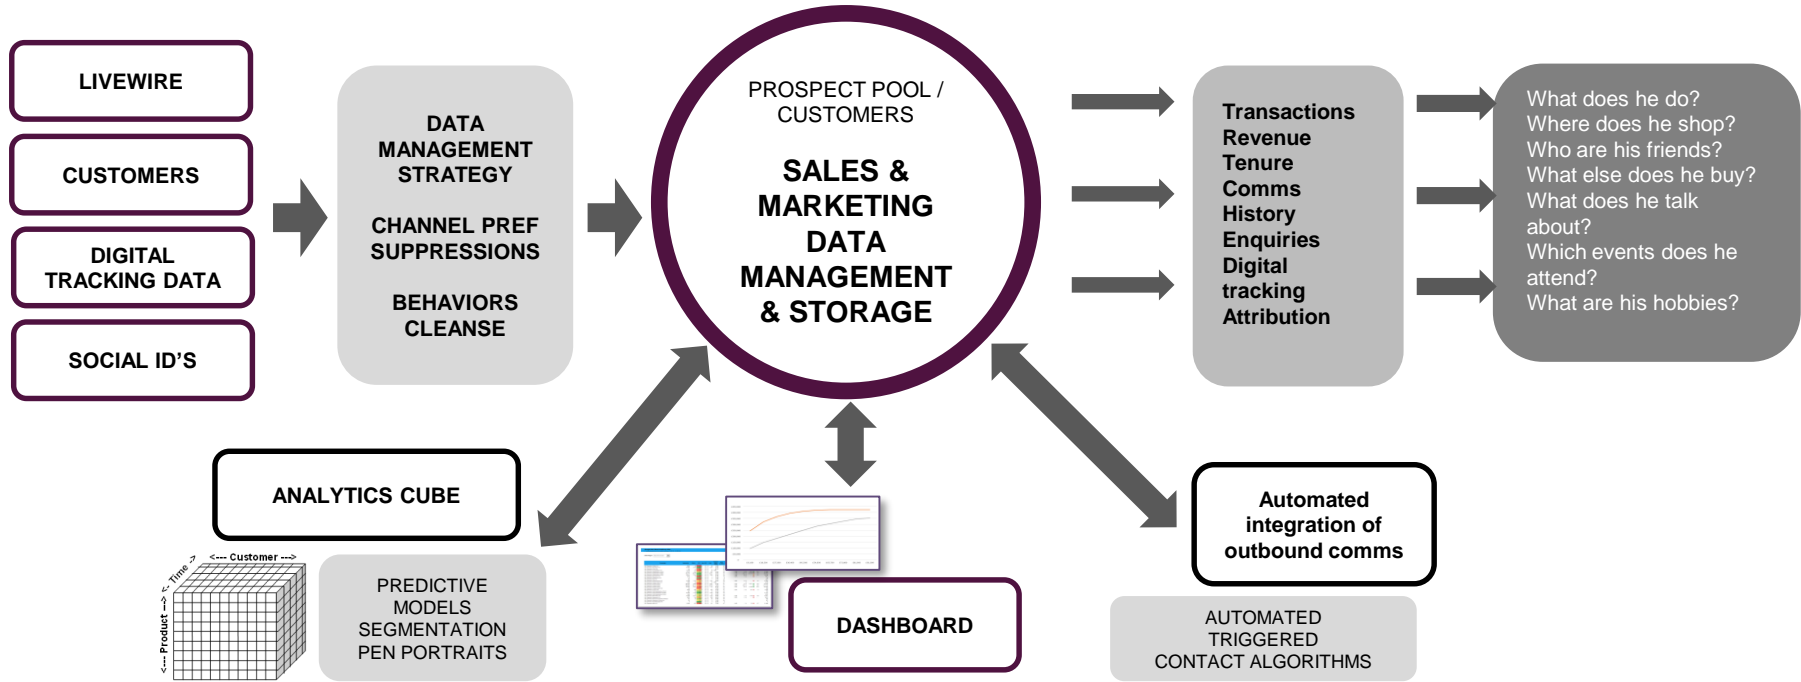 LIVEWIRE
CUSTOMERS
DIGITAL
TRACKING DATA
SOCIAL ID’S
DATA
MANAGEMENT
STRATEGY
CHANNEL PREF
SUPPRESSIONS
BEHAVIORS
CLEANSE
PROSPECT POOL /
CUSTOMERS
SALES &
MARKETING
DATA
MANAGEMENT
& STORAGE
Transactions
Revenue
Tenure
Comms
History
Enquiries
Digital
tracking
Attribution
What does he do?
Where does he shop?
Who are his friends?
What else does he buy?
What does he talk
about?
Which events does he
attend?
What are his hobbies?
ANALYTICS CUBE
<--- Customer --->
<- Time ->
<--- Product --->
PREDICTIVE
MODELS
SEGMENTATION
PEN PORTRAITS
DASHBOARD
Automated
integration of
outbound comms
AUTOMATED
TRIGGERED
CONTACT ALGORITHMS